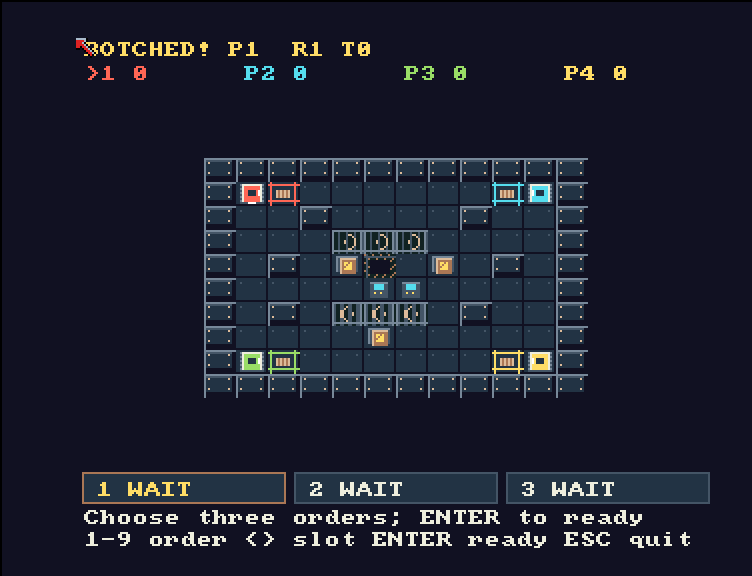 BOTCHED! P1 R1 T0
>1 0 P2 0 P3 0 P4 0
1 WAIT 2 WAIT 3 WAIT
Choose three orders; ENTER to ready
1-9 order <> slot ENTER ready ESC quit